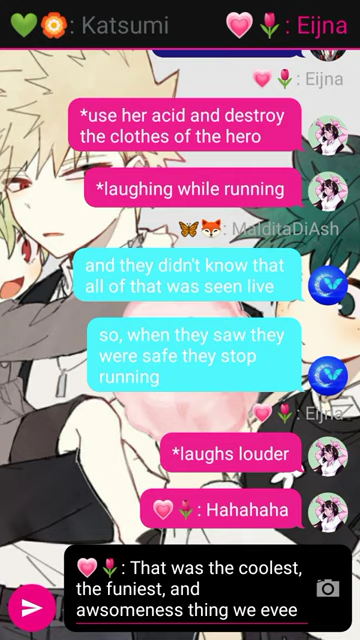 💚🏵️: Katsumi
💗🌷: Eijna
💗🌷: Eijna
*use her acid and destroy
the clothes of the hero
*laughing while running
🦋🦊: MalditaDiAsh
and they didn't know that
all of that was seen live
so, when they saw they
were safe they stop
running
💗🌷: Eijna
*laughs louder
💗🌷: Hahahaha
💗🌷: That was the coolest,
the funiest, and
awsomeness thing we evee